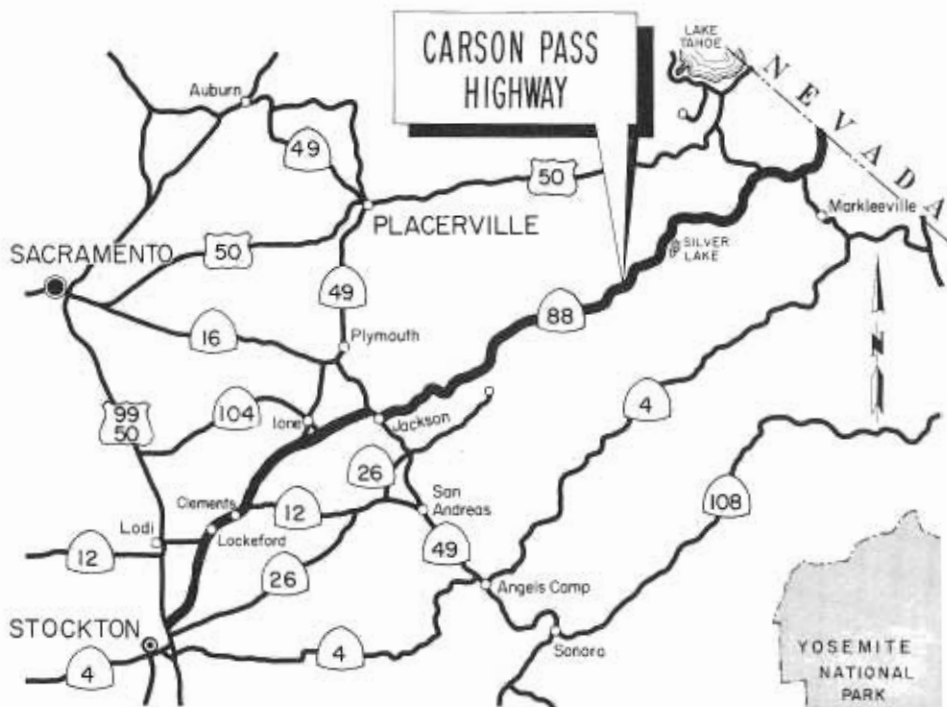 CARSON PASS
HIGHWAY
LAKE
TAHOE
NEVADA
Auburn
49
50
PLACERVILLE
Markleeville
SACRAMENTO
50
SILVER
LAKE
49
88
N
16
Plymouth
99
50
104
Ione
Jackson
4
26
Clements
12
San
Andreas
108
Lodi
Lockeford
12
49
26
Angels Camp
STOCKTON
4
4
Sonora
YOSEMITE
NATIONAL
PARK